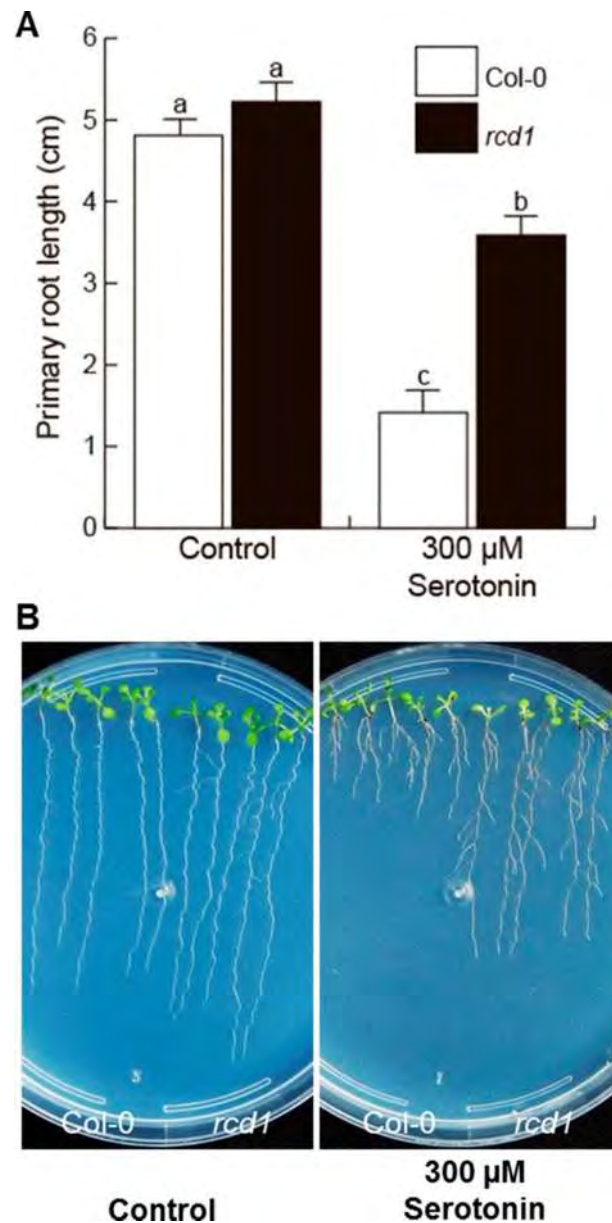 A
6
5
4
3
2
1
0
Primary root length (cm)
a
a
b
c
Col-0
rcd1
Control
300 µM
Serotonin
B
Col-0
rcd1
Col-0
rcd1
Control
300 µM
Serotonin